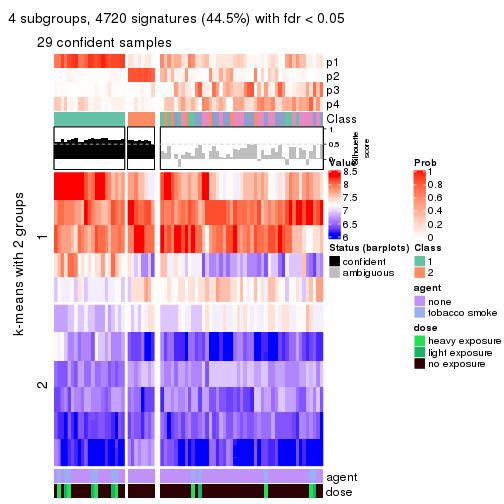 4 subgroups, 4720 signatures (44.5%) with fdr < 0.05
29 confident samples
p1
p2
p3
p4
Class
1
0.5
0
Silhouette
score
k-means with 2 groups
1
2
agent
dose
Value
8.5
8
7.5
7
6.5
6
Prob
1
0.8
0.6
0.4
0.2
0
Status (barplots)
confident
ambiguous
Class
1
2
agent
none
tobacco smoke
dose
heavy exposure
light exposure
no exposure